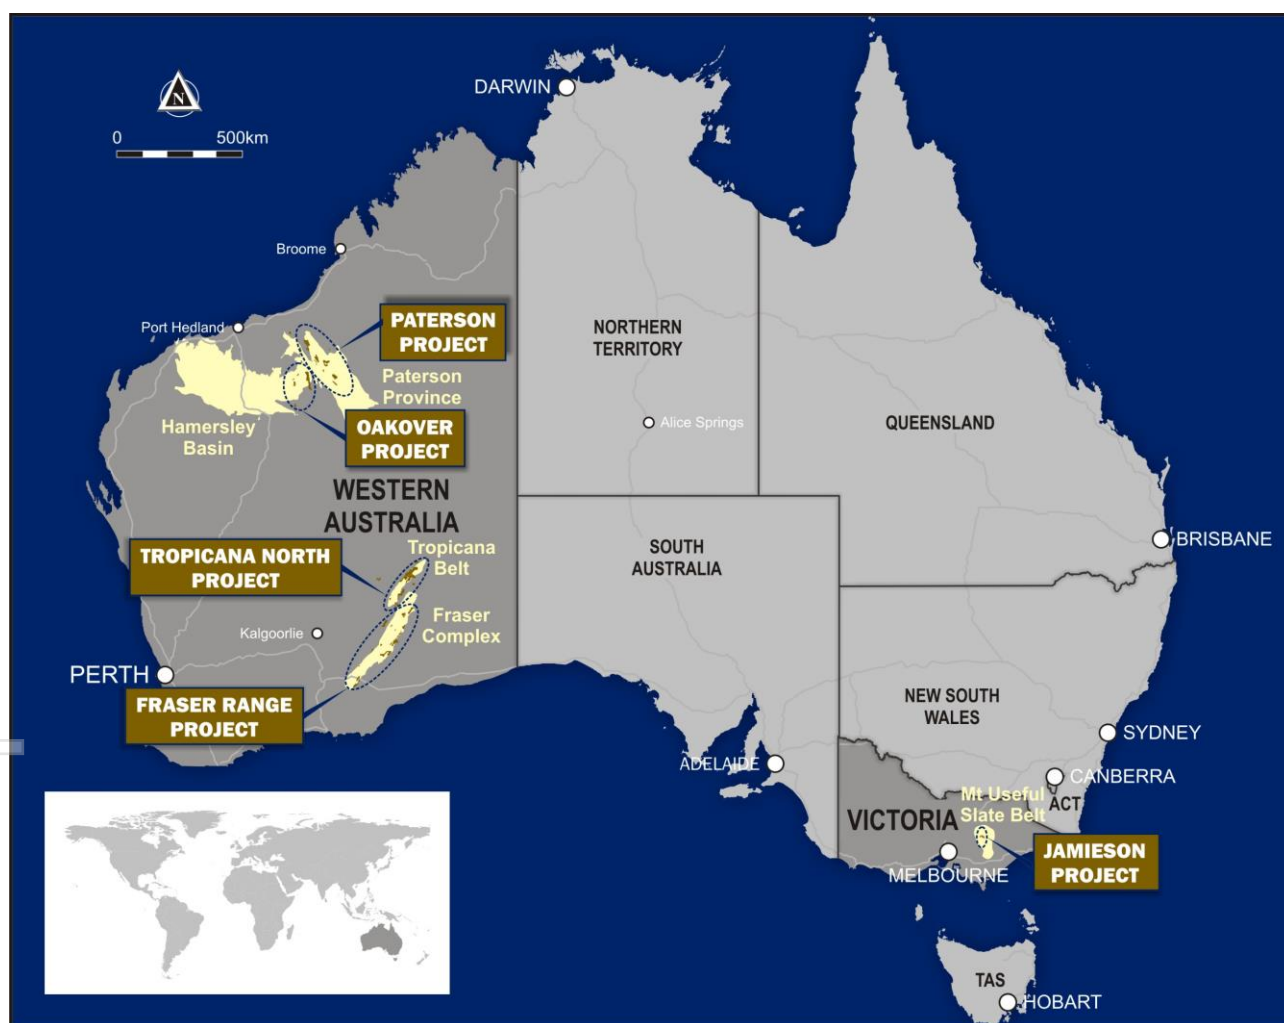 DARWIN
N
0 500km
Broome
Port Hedland
PATERSON
PROJECT
Paterson
Province
OAKOVER
PROJECT
Hamersley
Basin
NORTHERN
TERRITORY
Alice Springs
QUEENSLAND
WESTERN
AUSTRALIA
TROPICANA NORTH
PROJECT
Tropicana
Belt
SOUTH
AUSTRALIA
BRISBANE
Fraser
Complex
Kalgoorlie
PERTH
FRASER RANGE
PROJECT
NEW SOUTH
WALES
SYDNEY
ADELAIDE
CANBERRA
ACT
Mt Useful
Slate Belt
VICTORIA
MELBOURNE
JAMIESON
PROJECT
TAS
HOBART